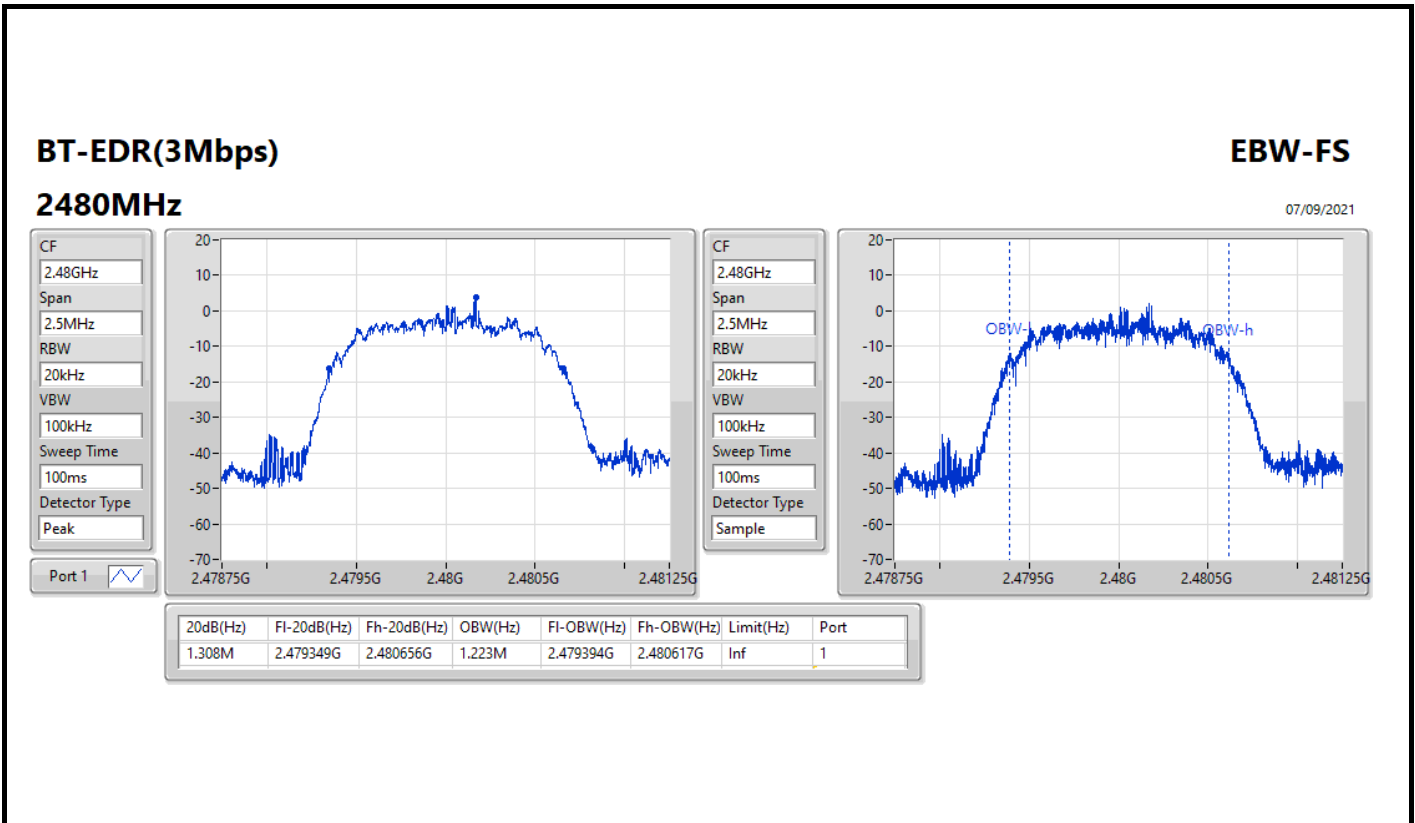 BT-EDR(3Mbps)
EBW-FS
2480MHz
07/09/2021
CF
2.48GHz
Span
2.5MHz
RBW
20kHz
VBW
100kHz
Sweep Time
100ms
Detector Type
Peak
Port 1
20
10
0
-10
-20
-30
-40
-50
-60
-70
2.47875G 2.4795G 2.48G 2.4805G 2.48125G
CF
2.48GHz
Span
2.5MHz
RBW
20kHz
VBW
100kHz
Sweep Time
100ms
Detector Type
Sample
20
10
0
-10
-20
-30
-40
-50
-60
-70
OBW- OBW-h
2.47875G 2.4795G 2.48G 2.4805G 2.48125G
20dB(Hz) Fl-20dB(Hz) Fh-20dB(Hz) OBW(Hz) Fl-OBW(Hz) Fh-OBW(Hz) Limit(Hz) Port
1.308M 2.479349G 2.480656G 1.223M 2.479394G 2.480617G Inf 1